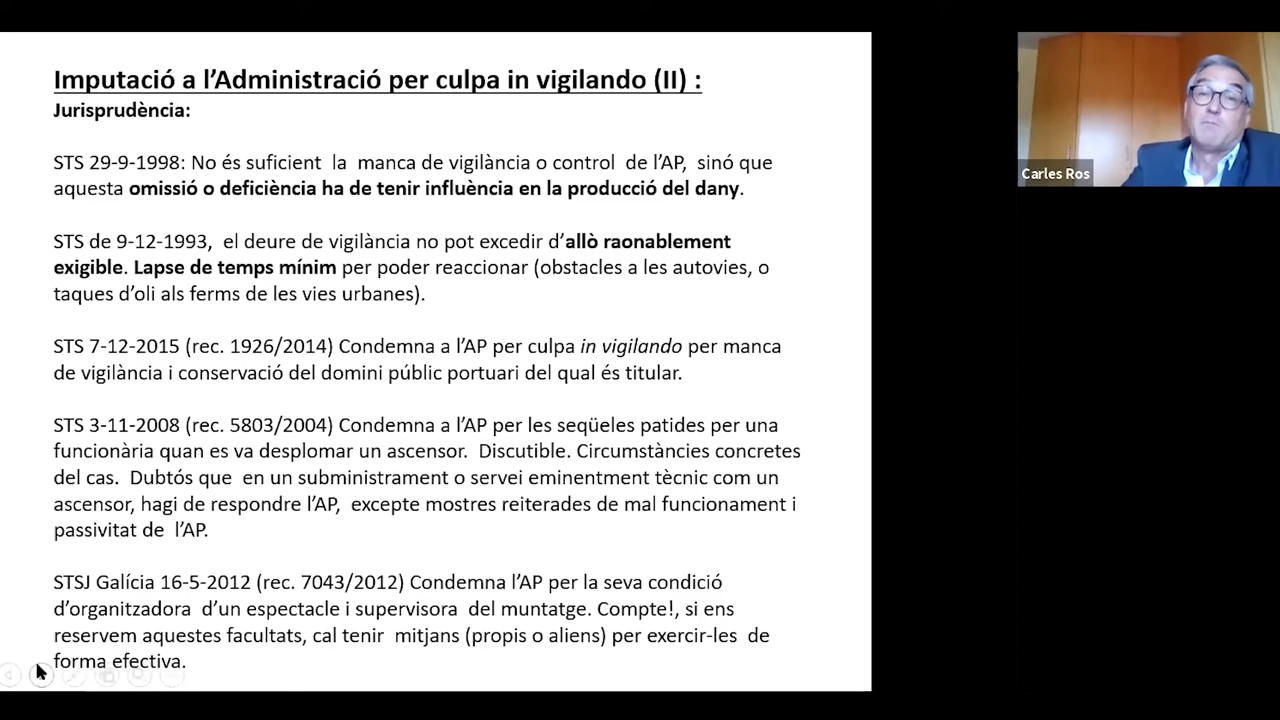 Imputació a l’Administració per culpa in vigilando (II) :
Jurisprudència:
STS 29-9-1998: No és suficient la manca de vigilància o control de l’AP, sinó que
aquesta omissió o deficiència ha de tenir influència en la producció del dany.
STS de 9-12-1993, el deure de vigilància no pot excedir d’allò raonablement
exigible. Lapse de temps mínim per poder reaccionar (obstacles a les autovies, o
taques d’oli als ferms de les vies urbanes).
STS 7-12-2015 (rec. 1926/2014) Condemna a l’AP per culpa in vigilando per manca
de vigilància i conservació del domini públic portuari del qual és titular.
STS 3-11-2008 (rec. 5803/2004) Condemna a l’AP per les seqüeles patides per una
funcionària quan es va desplomar un ascensor. Discutible. Circumstàncies concretes
del cas. Dubtós que en un subministrament o servei eminentment tècnic com un
ascensor, hagi de respondre l’AP, excepte mostres reiterades de mal funcionament i
passivitat de l’AP.
STSJ Galícia 16-5-2012 (rec. 7043/2012) Condemna l’AP per la seva condició
d’organitzadora d’un espectacle i supervisora del muntatge. Compte!, si ens
reservem aquestes facultats, cal tenir mitjans (propis o aliens) per exercir-les de
forma efectiva.
Carles Ros